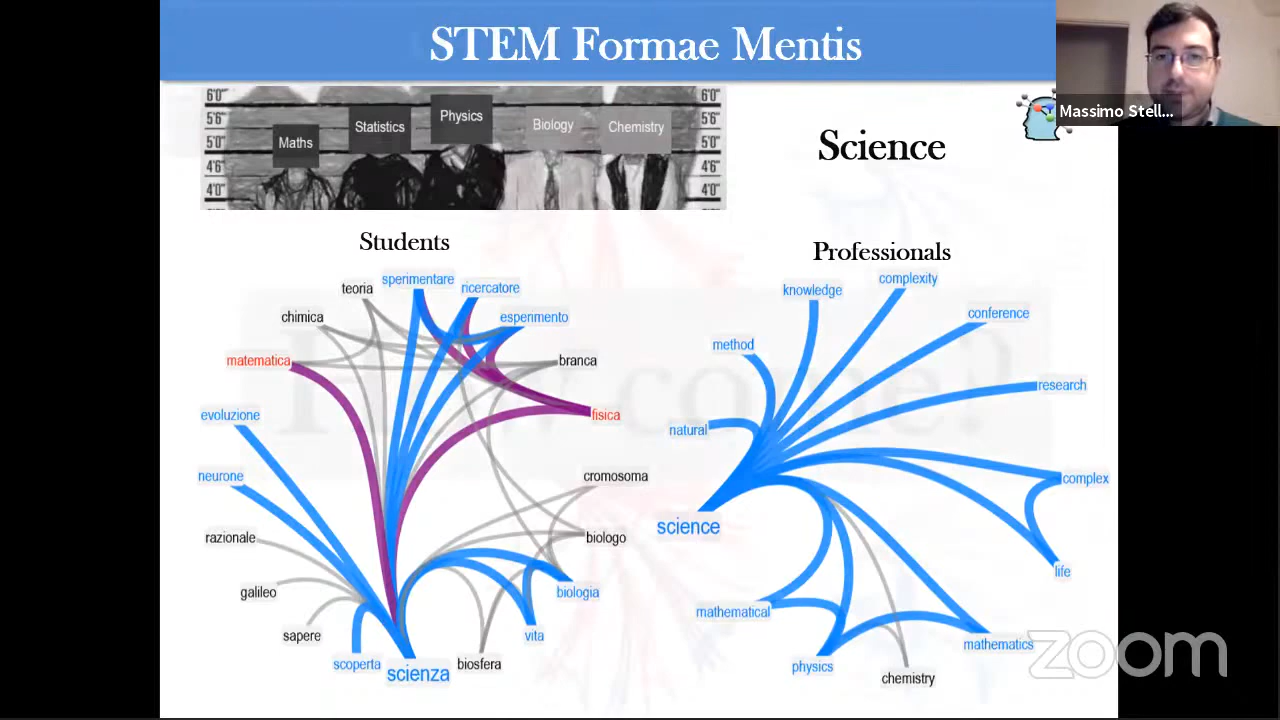 STEM Formae Mentis
Massimo Stell...
6'0" 6'0"
5'6" Statistics Physics Biology Chemistry 5'6"
5'0" Maths 5'0"
4'6" 4'6"
4'0" 4'0"
Science
Students
Professionals
teoria
sperimentare
ricercatore
chimica
esperimento
matematica
branca
evoluzione
fisica
neurone
cromosoma
razionale
biologo
galileo
biologia
sapere
vita
scoperta
scienza
biosfera
knowledge
complexity
conference
method
research
natural
complex
science
life
mathematical
mathematics
physics
chemistry
zoom